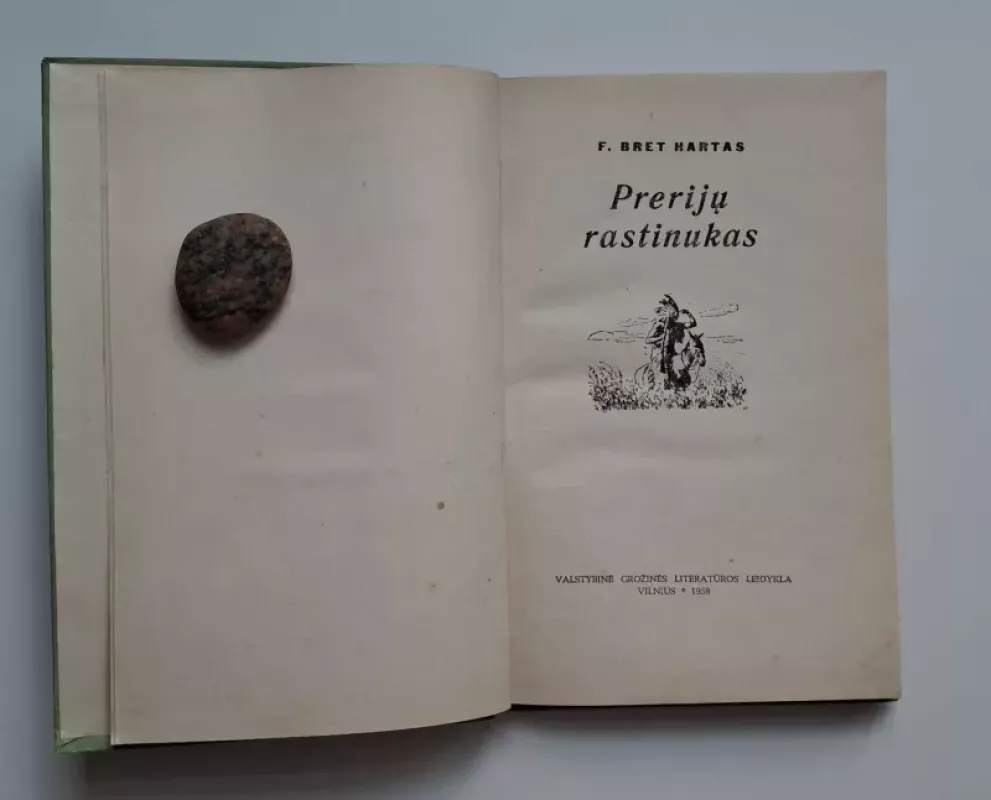 F. BRET HARTAS
Prerijų
rastinukas
VALSTYBINĖ GROŽINĖS LITERATŪROS LEIDYKLA
VILNIUS * 1958